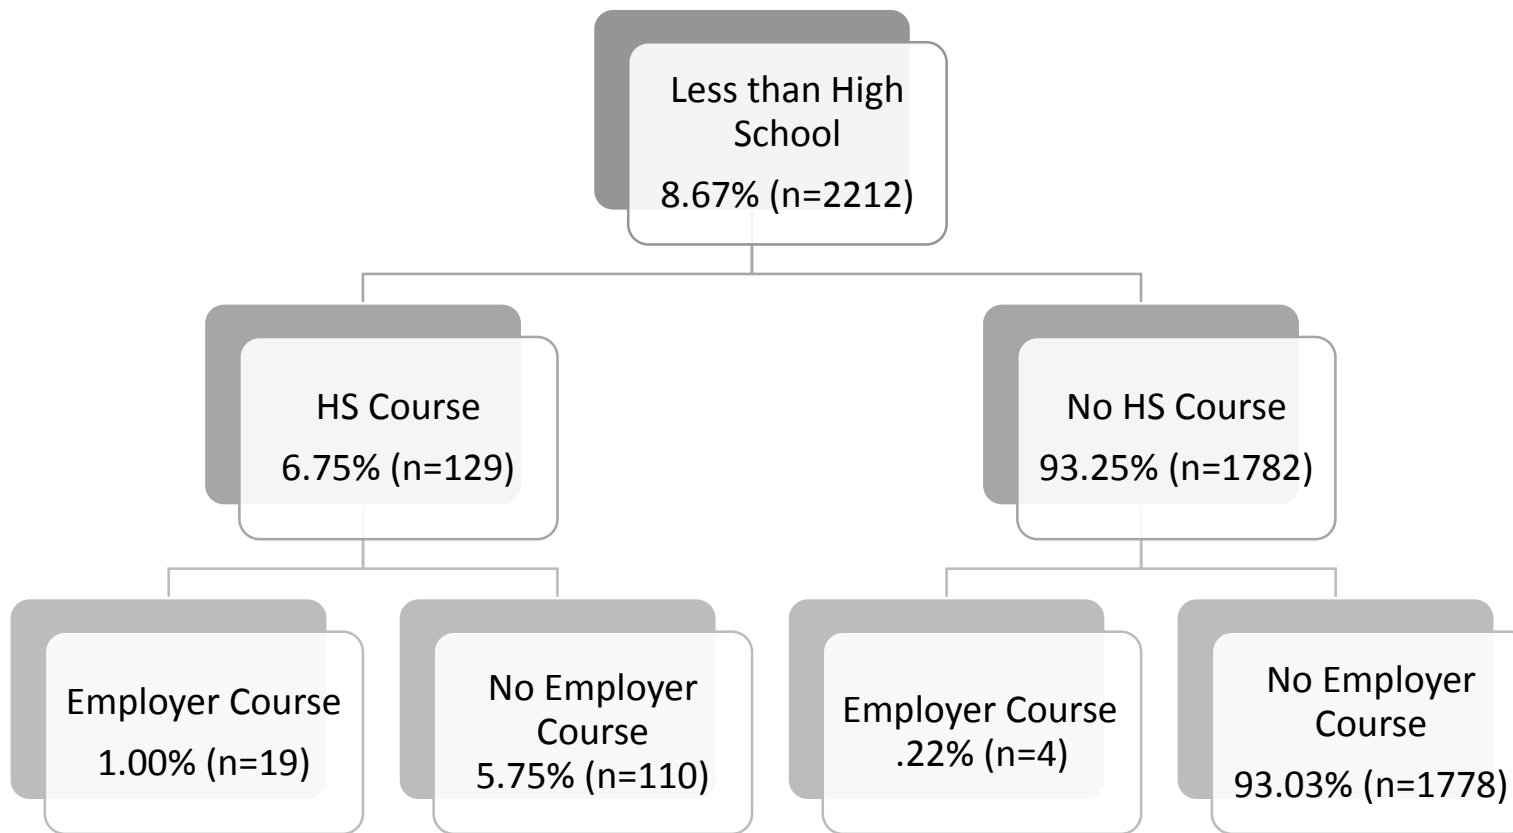 Less than High
School
8.67% (n=2212)
HS Course
6.75% (n=129)
No HS Course
93.25% (n=1782)
Employer Course
1.00% (n=19)
No Employer
Course
5.75% (n=110)
Employer Course
.22% (n=4)
No Employer
Course
93.03% (n=1778)